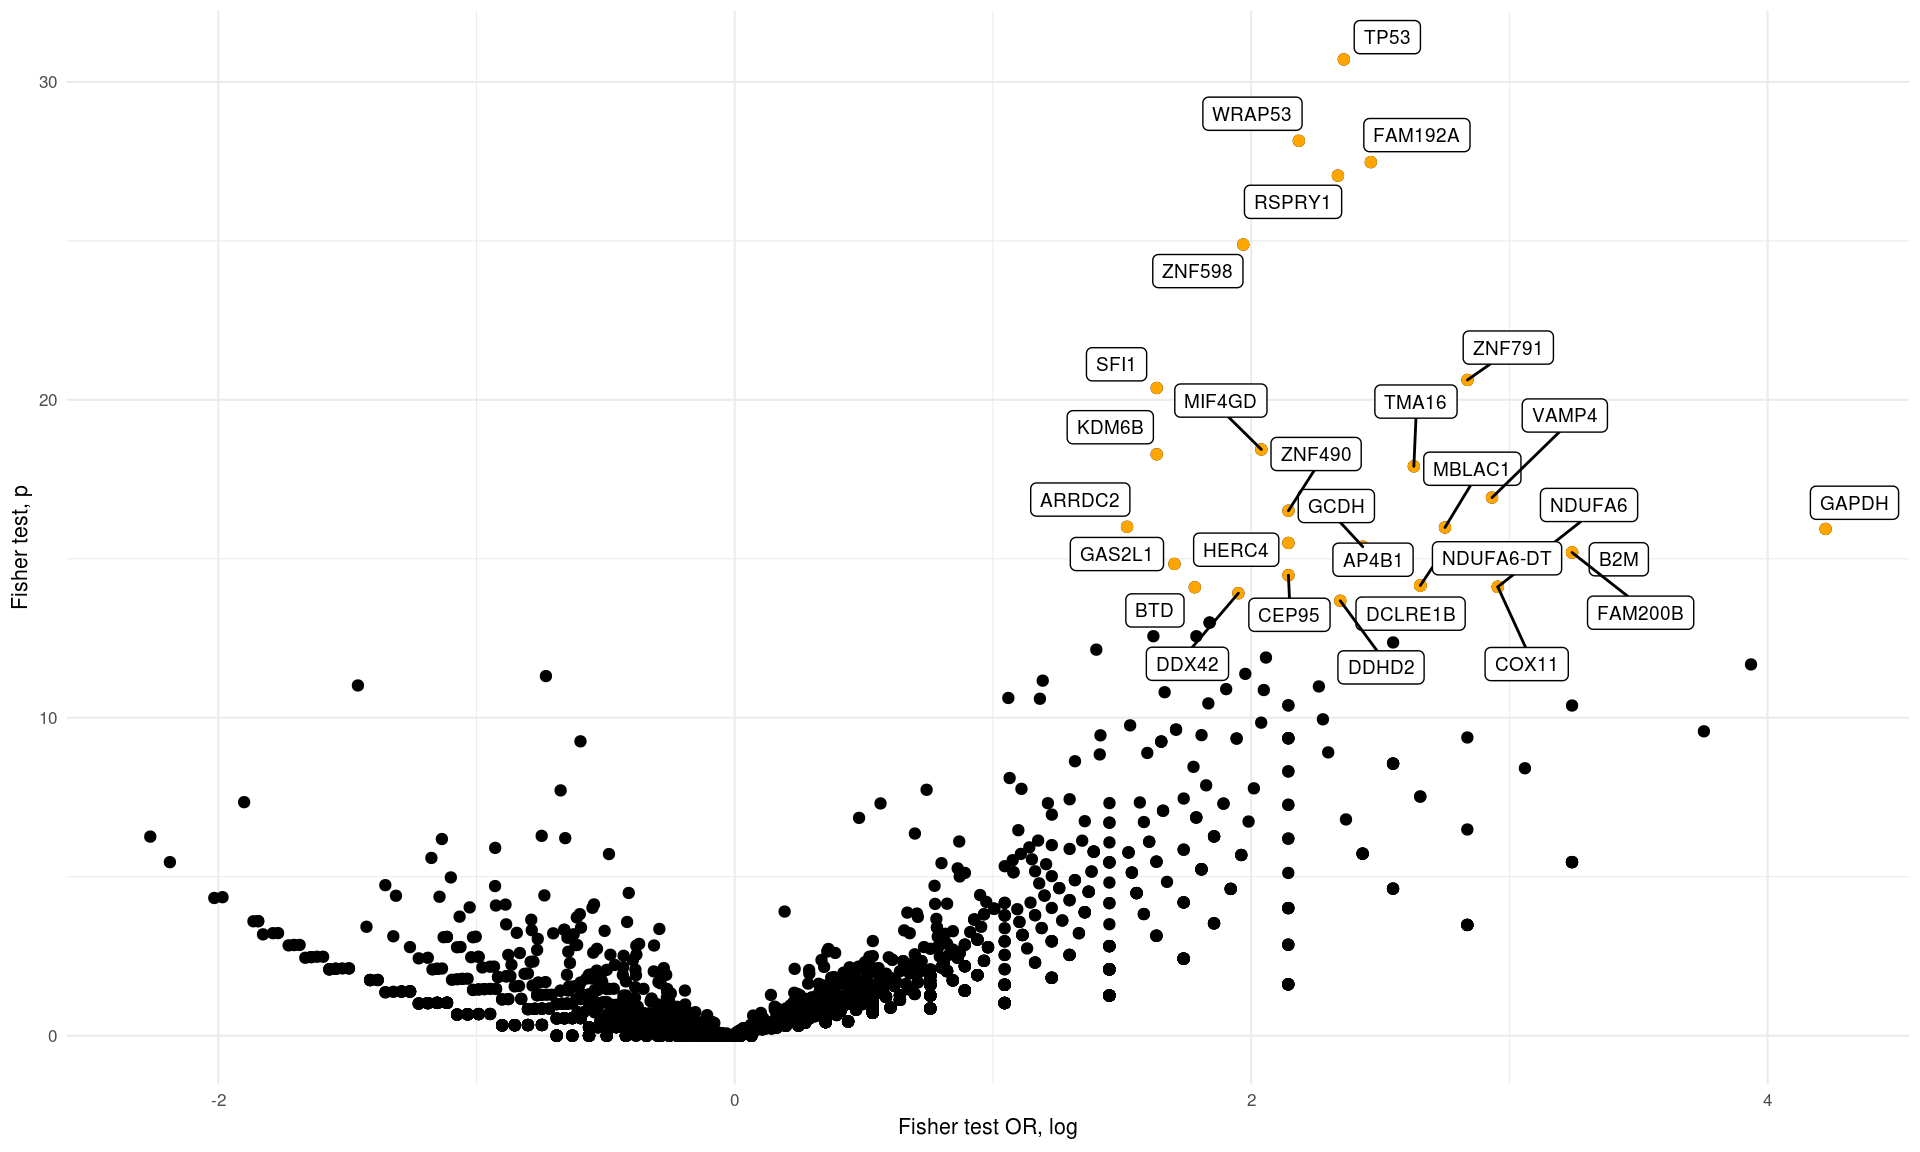 TP53
30
WRAP53
FAM192A
RSPRY1
ZNF598
ZNF791
SFI1
MIF4GD
TMA16
20
VAMP4
KDM6B
ZNF490
MBLAC1
ARRDC2
GCDH
NDUFA6
GAPDH
GAS2L1
HERC4
AP4B1
NDUFA6-DT
B2M
BTD
CEP95
DCLRE1B
FAM200B
DDX42
DDHD2
COX11
10
0
Fisher test, p
-2
0
2
4
Fisher test OR, log